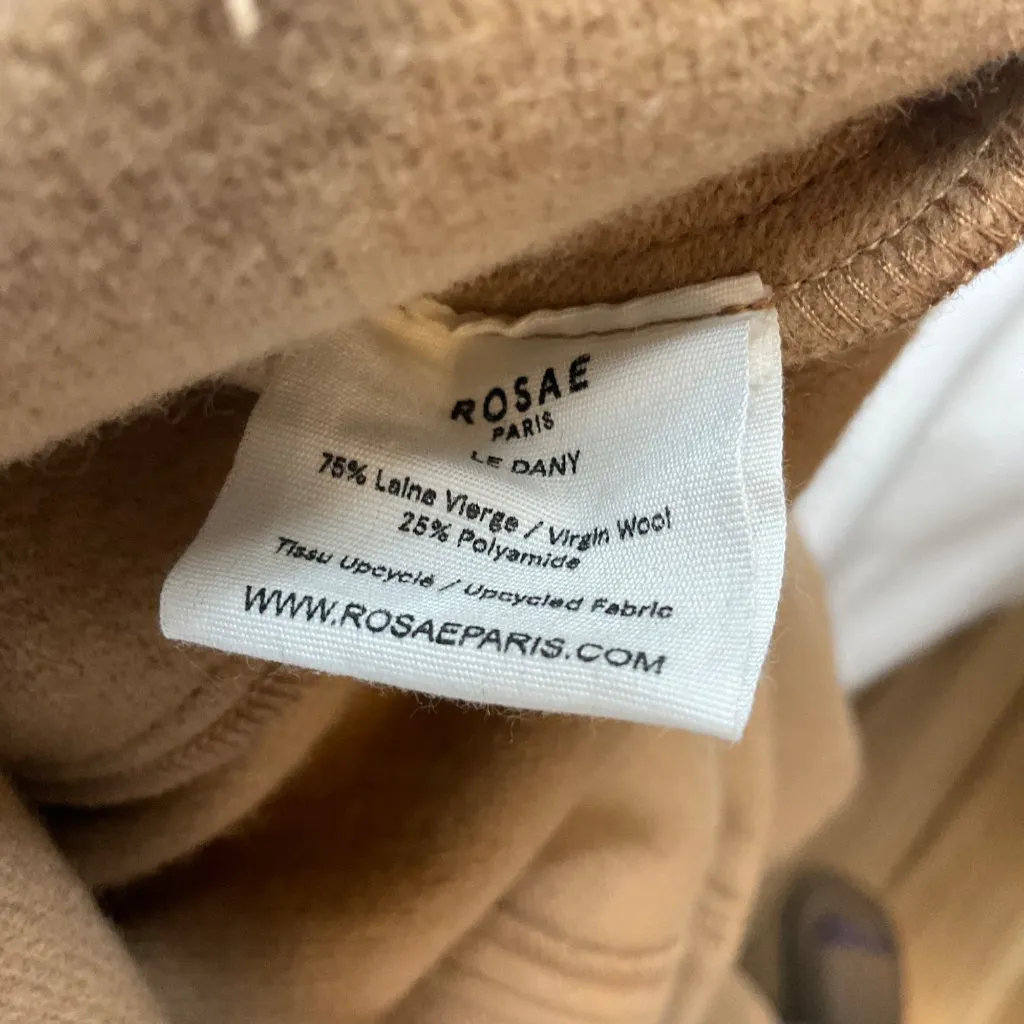 ROSAE
PARIS
LE DANY
75% Laine Vierge / Virgin Wool
25% Polyamide
Tissu Upcyclé / Upcycled Fabric
WWW.ROSAEPARIS.COM